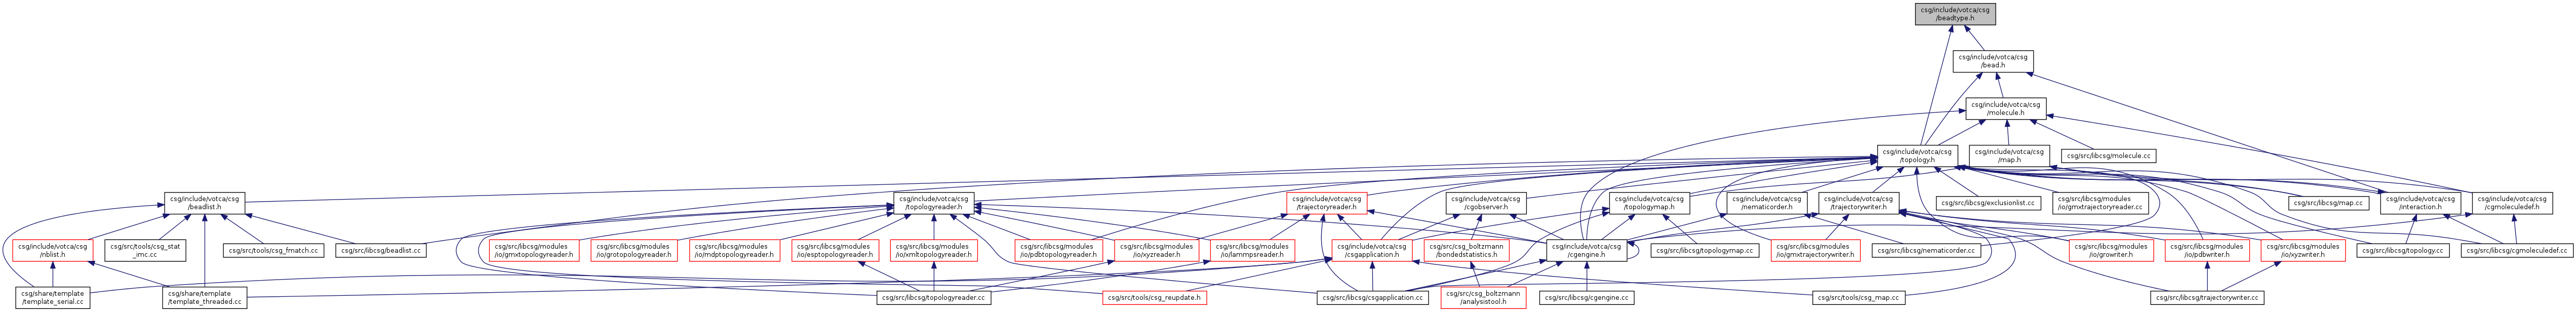 csg/include/votca/csg
/beadtype.h
csg/include/votca/csg
/bead.h
csg/include/votca/csg
/molecule.h
csg/include/votca/csg
/topology.h
csg/include/votca/csg
/map.h
csg/src/libcsg/molecule.cc
csg/include/votca/csg
/beadlist.h
csg/include/votca/csg
/topologyreader.h
csg/include/votca/csg
/trajectoryreader.h
csg/include/votca/csg
/cgobserver.h
csg/include/votca/csg
/topologymap.h
csg/include/votca/csg
/nematicorder.h
csg/include/votca/csg
/trajectorywriter.h
csg/src/libcsg/exclusionlist.cc
csg/src/libcsg/modules
/io/gmxtrajectoryreader.cc
csg/src/libcsg/map.cc
csg/include/votca/csg
/interaction.h
csg/include/votca/csg
/cgmoleculedef.h
csg/include/votca/csg
/nblist.h
csg/src/tools/csg_stat
_imc.cc
csg/src/tools/csg_fmatch.cc
csg/src/libcsg/beadlist.cc
csg/src/libcsg/modules
/io/gmxtopologyreader.h
csg/src/libcsg/modules
/io/grotopologyreader.h
csg/src/libcsg/modules
/io/mdptopologyreader.h
csg/src/libcsg/modules
/io/esptopologyreader.h
csg/src/libcsg/modules
/io/xmltopologyreader.h
csg/src/libcsg/modules
/io/pdbtopologyreader.h
csg/src/libcsg/modules
/io/xyzreader.h
csg/src/libcsg/modules
/io/lammpsreader.h
csg/include/votca/csg
/csgapplication.h
csg/src/csg_boltzmann
/bondedstatistics.h
csg/include/votca/csg
/cgengine.h
csg/src/libcsg/topologymap.cc
csg/src/libcsg/modules
/io/gmxtrajectorywriter.h
csg/src/libcsg/nematicorder.cc
csg/src/libcsg/modules
/io/growriter.h
csg/src/libcsg/modules
/io/pdbwriter.h
csg/src/libcsg/modules
/io/xyzwriter.h
csg/src/libcsg/topology.cc
csg/src/libcsg/cgmoleculedef.cc
csg/share/template
/template_serial.cc
csg/share/template
/template_threaded.cc
csg/src/libcsg/topologyreader.cc
csg/src/tools/csg_reupdate.h
csg/src/libcsg/csgapplication.cc
csg/src/csg_boltzmann
/analysistool.h
csg/src/libcsg/cgengine.cc
csg/src/tools/csg_map.cc
csg/src/libcsg/trajectorywriter.cc